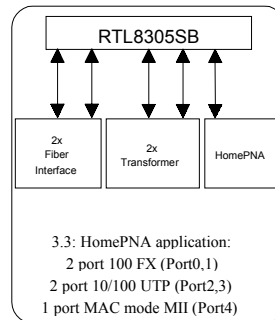 RTL8305SB
2x
Fiber
Interface
2x
Transformer
HomePNA
3.3: HomePNA application:
2 port 100 FX (Port0,1)
2 port 10/100 UTP (Port2,3)
1 port MAC mode MII (Port4)